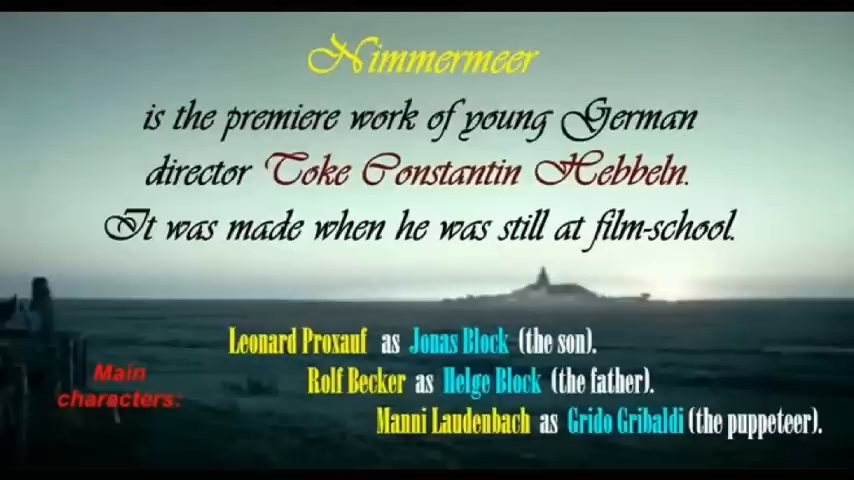 Nimmermeer
is the premiere work of young German
director Toke Constantin Hebbeln.
It was made when he was still at film-school.
Leonard Proxauf as Jonas Block (the son).
Main
characters:
Rolf Becker as Helge Block (the father).
Manni Laudenbach as Grido Gribaldi (the puppeteer).